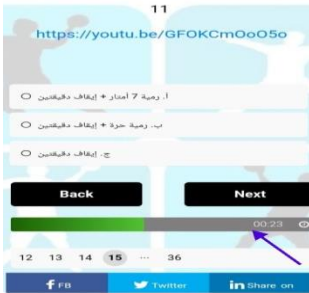 11
https://youtu.be/GFOKCmOoO5o
أ. رمية 7 أمتار + إيقاف دقيقتين
ب. رمية حرة + إيقاف دقيقتين
ج. إيقاف دقيقتين
Back
Next
00:23
12 13 14 15 ... 36
FB
Twitter
in Share on